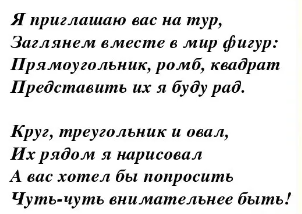 Я приглашаю вас на тур,
Заглянем вместе в мир фигур:
Прямоугольник, ромб, квадрат
Представить их я буду рад.

Круг, треугольник и овал,
Их рядом я нарисовал
А вас хотел бы попросить
Чуть-чуть внимательнее быть!